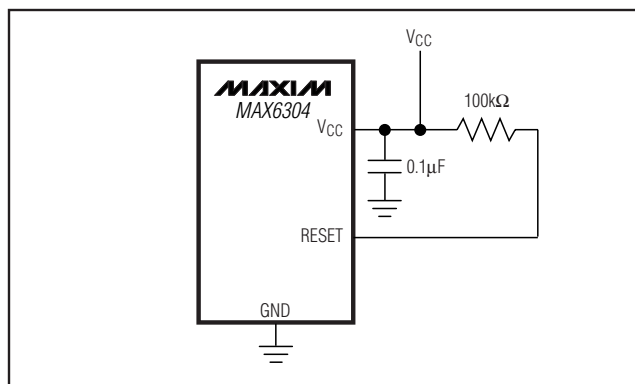 VCC
MAXIM
MAX6304
100kΩ
VCC
0.1µF
RESET
GND